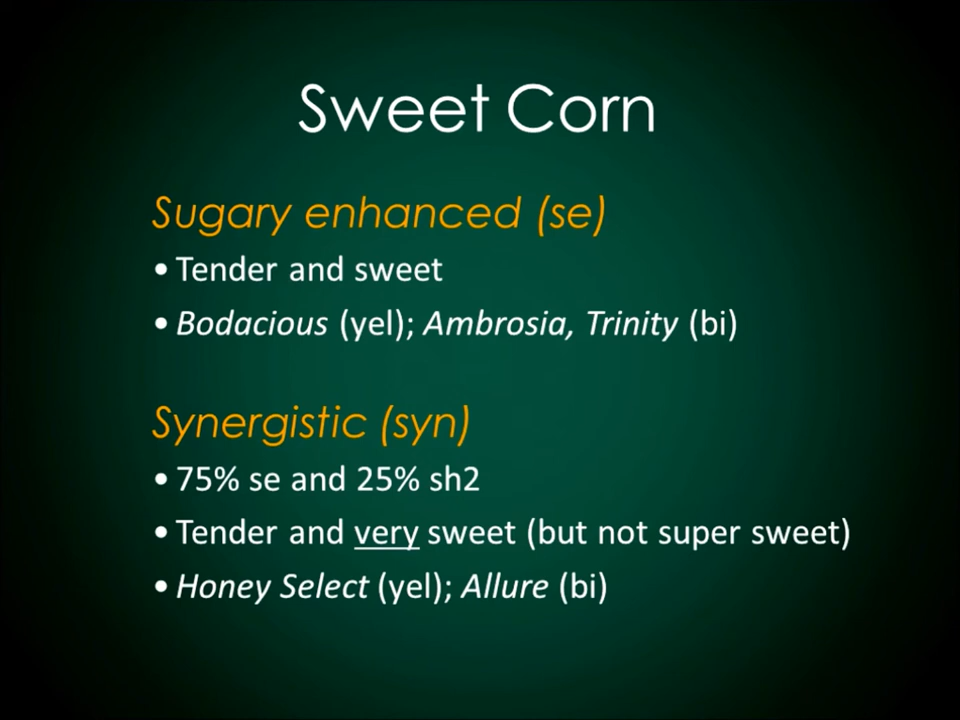 Sweet Corn
Sugary enhanced (se)
• Tender and sweet
• Bodacious (yel); Ambrosia, Trinity (bi)
Synergistic (syn)
• 75% se and 25% sh2
• Tender and very sweet (but not super sweet)
• Honey Select (yel); Allure (bi)